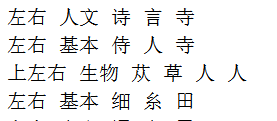 左右 人文 诗 言 寺
左右 基本 侍 人 寺
上左右 生物 苁 草 人 人
左右 基本 细 糸 田